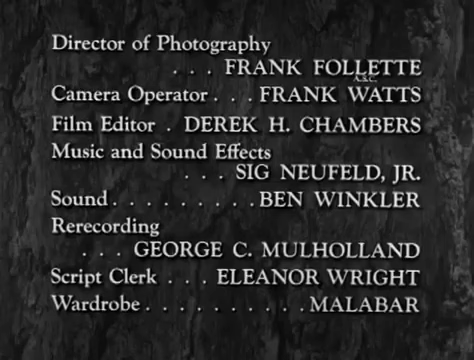 Director of Photography
. . . FRANK FOLLETTE
A.S.C.
Camera Operator . . . FRANK WATTS
Film Editor . DEREK H. CHAMBERS
Music and Sound Effects
. . . SIG NEUFELD, JR.
Sound . . . . . . . . . BEN WINKLER
Rerecording
. . . GEORGE C. MULHOLLAND
Script Clerk . . . ELEANOR WRIGHT
Wardrobe . . . . . . . . . . MALABAR